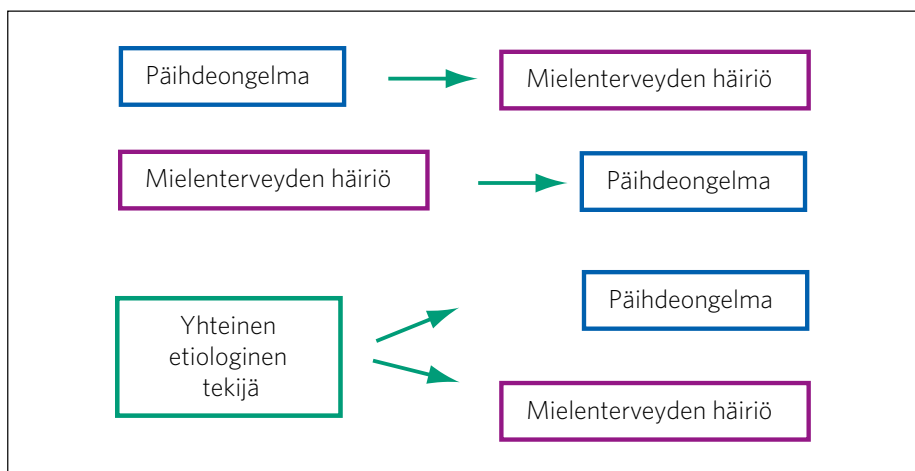 Päihdeongelma
Mielenterveyden häiriö
Mielenterveyden häiriö
Päihdeongelma
Yhteinen
etiologinen
tekijä
Päihdeongelma
Mielenterveyden häiriö